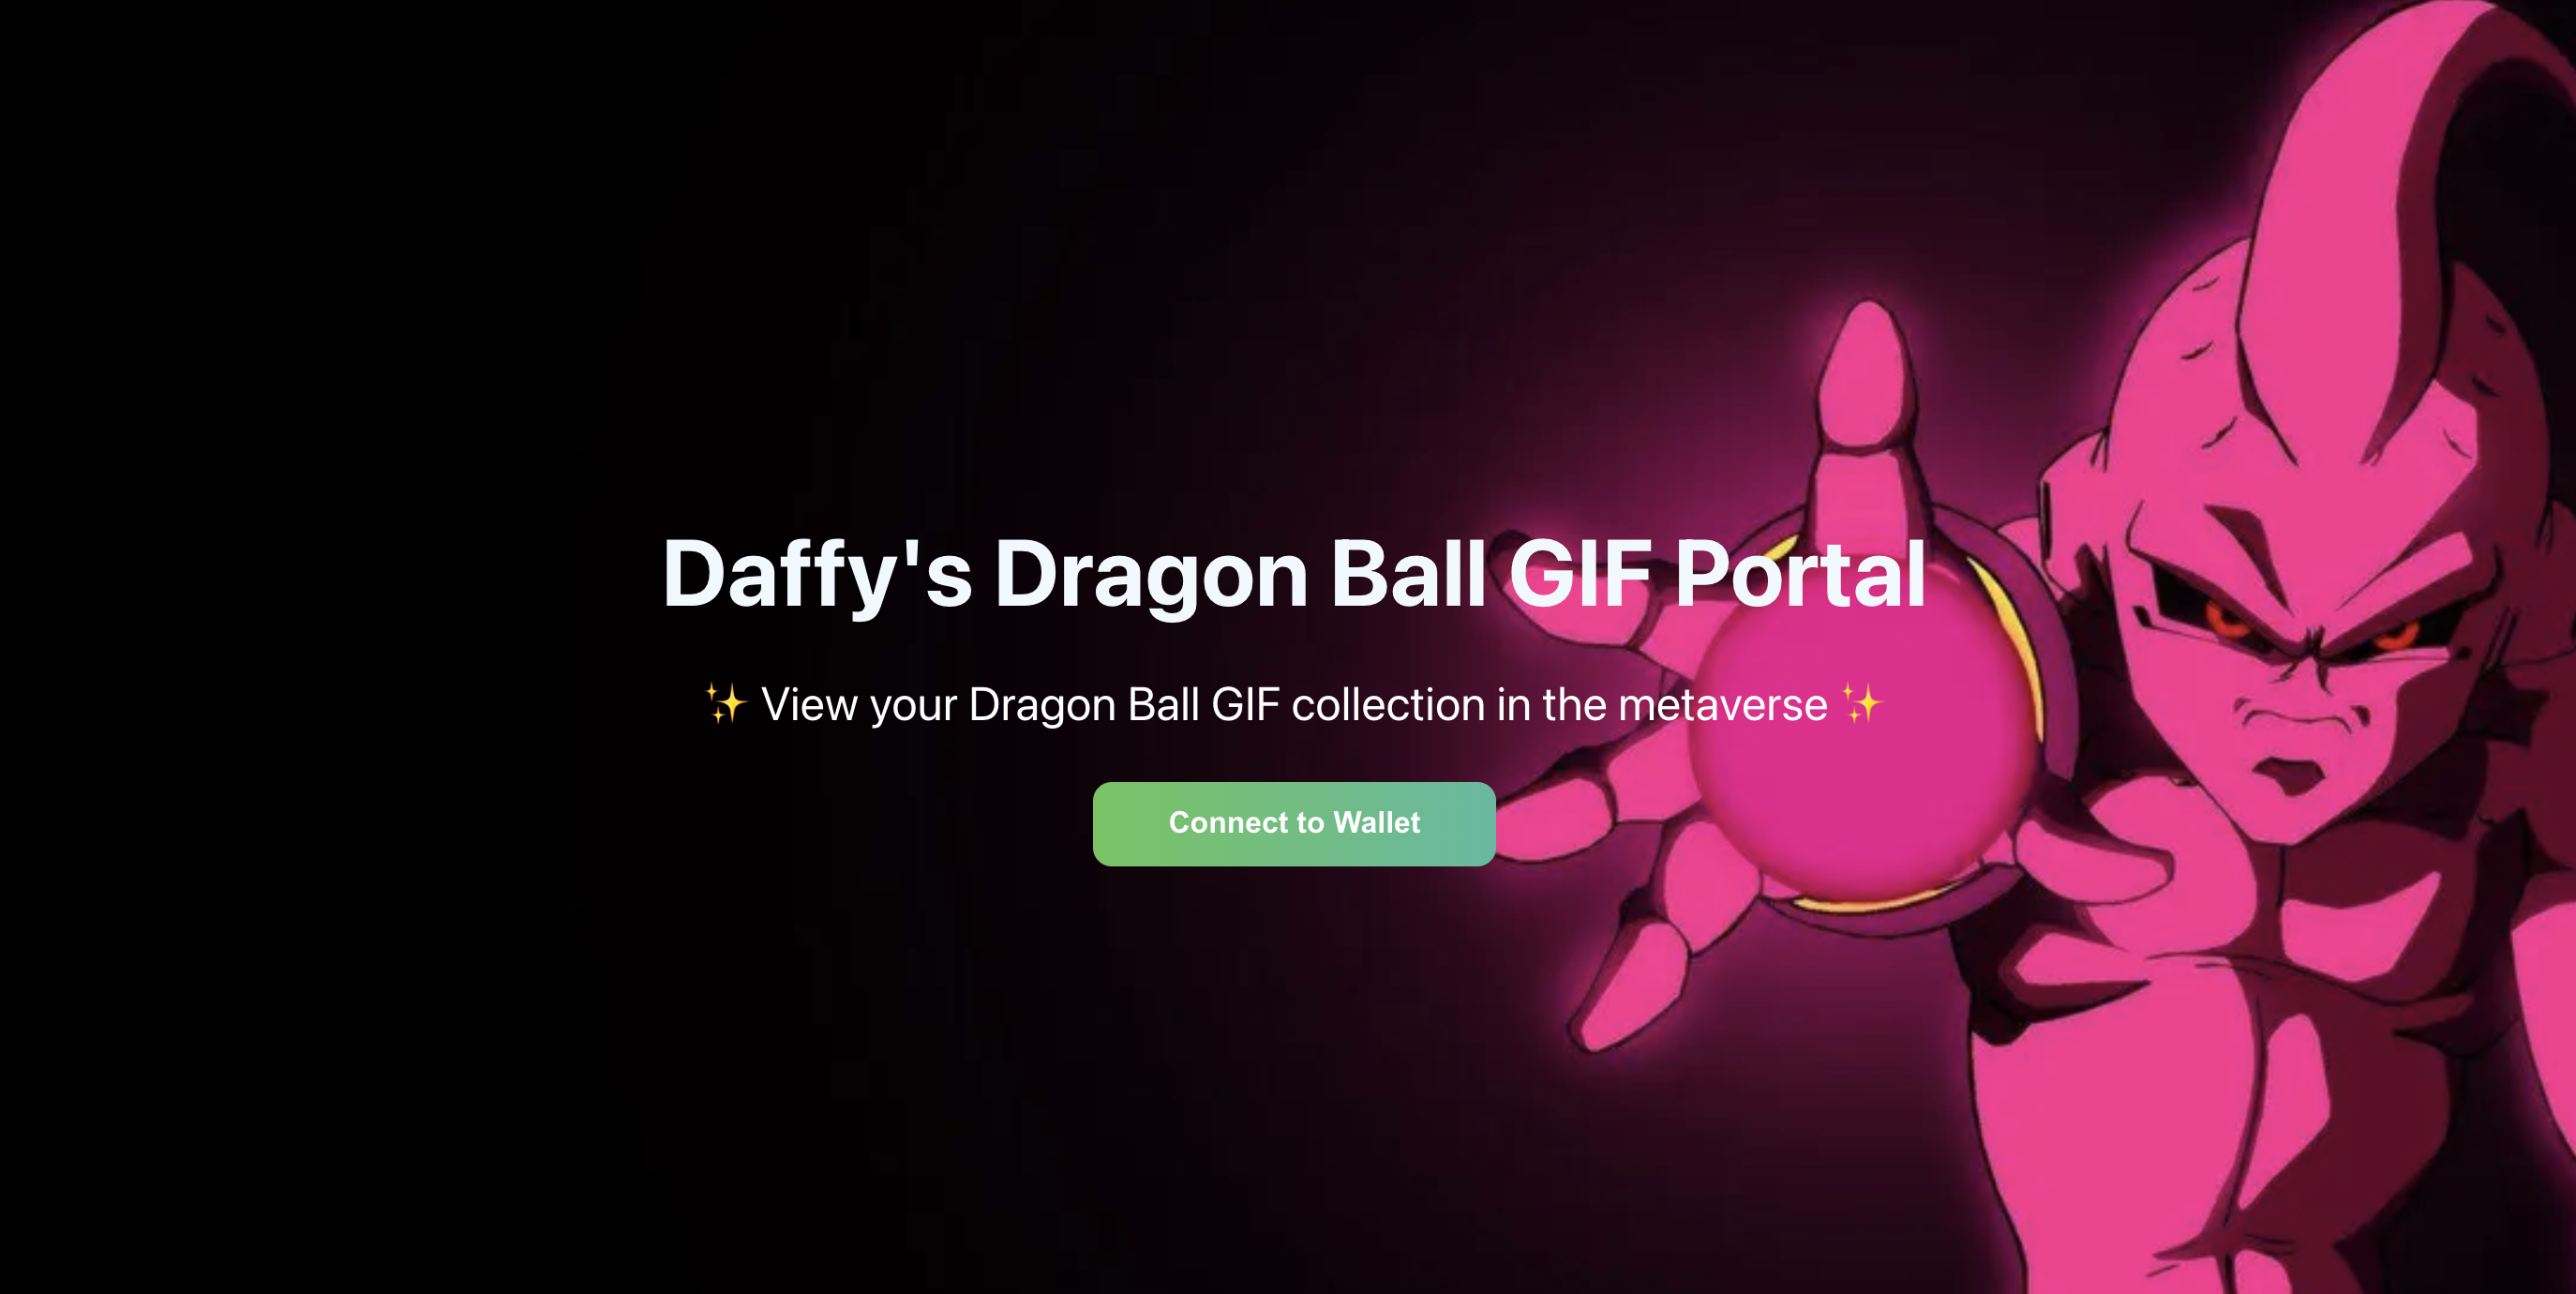 Daffy's Dragon Ball GIF Portal
✨ View your Dragon Ball GIF collection in the metaverse ✨
Connect to Wallet